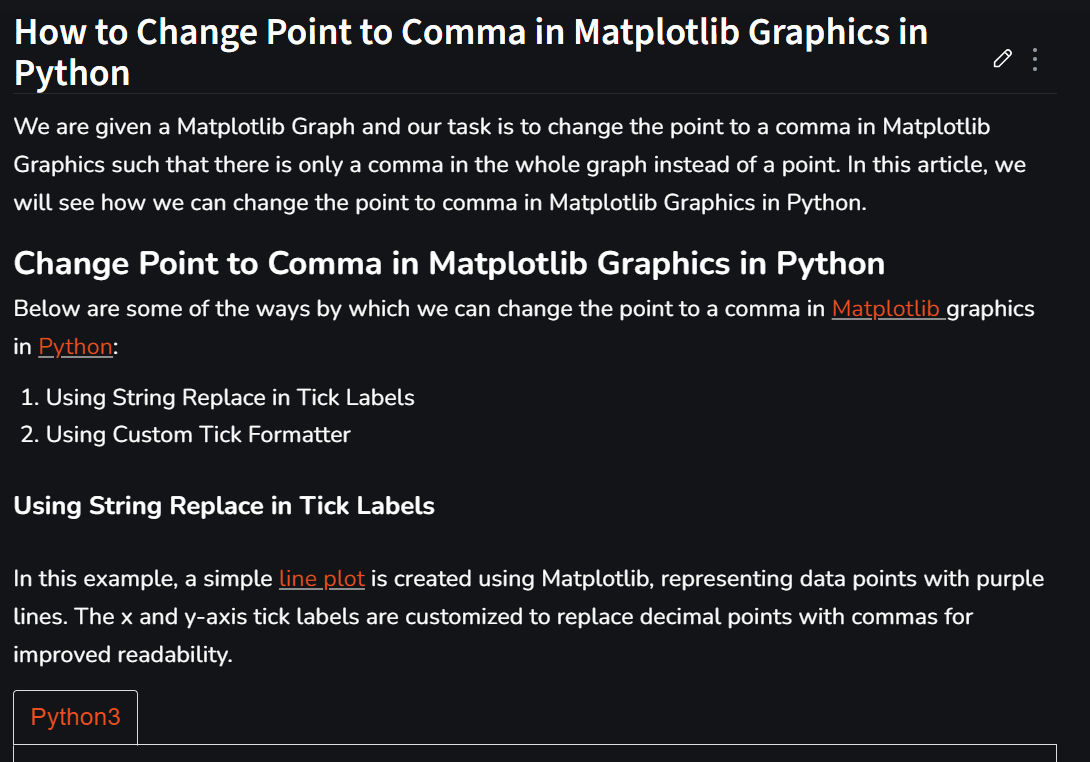 How to Change Point to Comma in Matplotlib Graphics in
Python
We are given a Matplotlib Graph and our task is to change the point to a comma in Matplotlib
Graphics such that there is only a comma in the whole graph instead of a point. In this article, we
will see how we can change the point to comma in Matplotlib Graphics in Python.
Change Point to Comma in Matplotlib Graphics in Python
Below are some of the ways by which we can change the point to a comma in Matplotlib graphics
in Python:
1. Using String Replace in Tick Labels
2. Using Custom Tick Formatter
Using String Replace in Tick Labels
In this example, a simple line plot is created using Matplotlib, representing data points with purple
lines. The x and y-axis tick labels are customized to replace decimal points with commas for
improved readability.
Python3